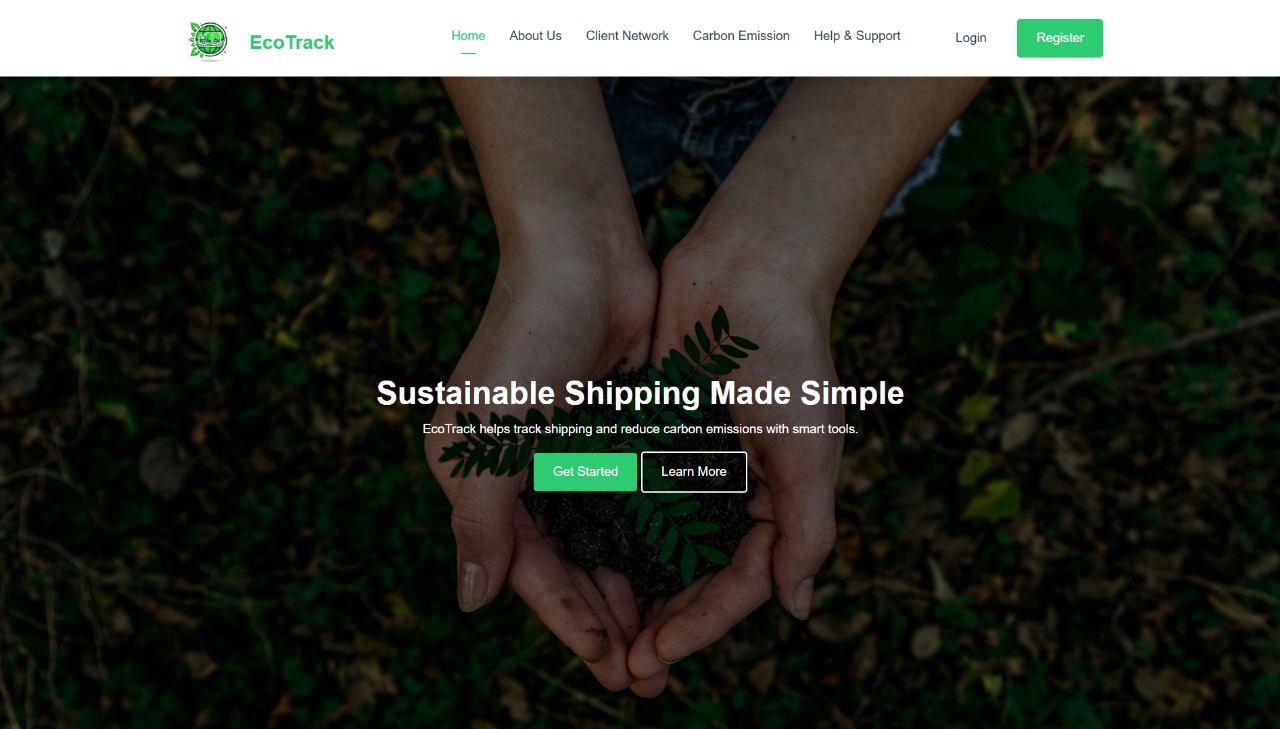 EcoTrack
Home About Us Client Network Carbon Emission Help & Support Login Register
Sustainable Shipping Made Simple
EcoTrack helps track shipping and reduce carbon emissions with smart tools.
Get Started Learn More